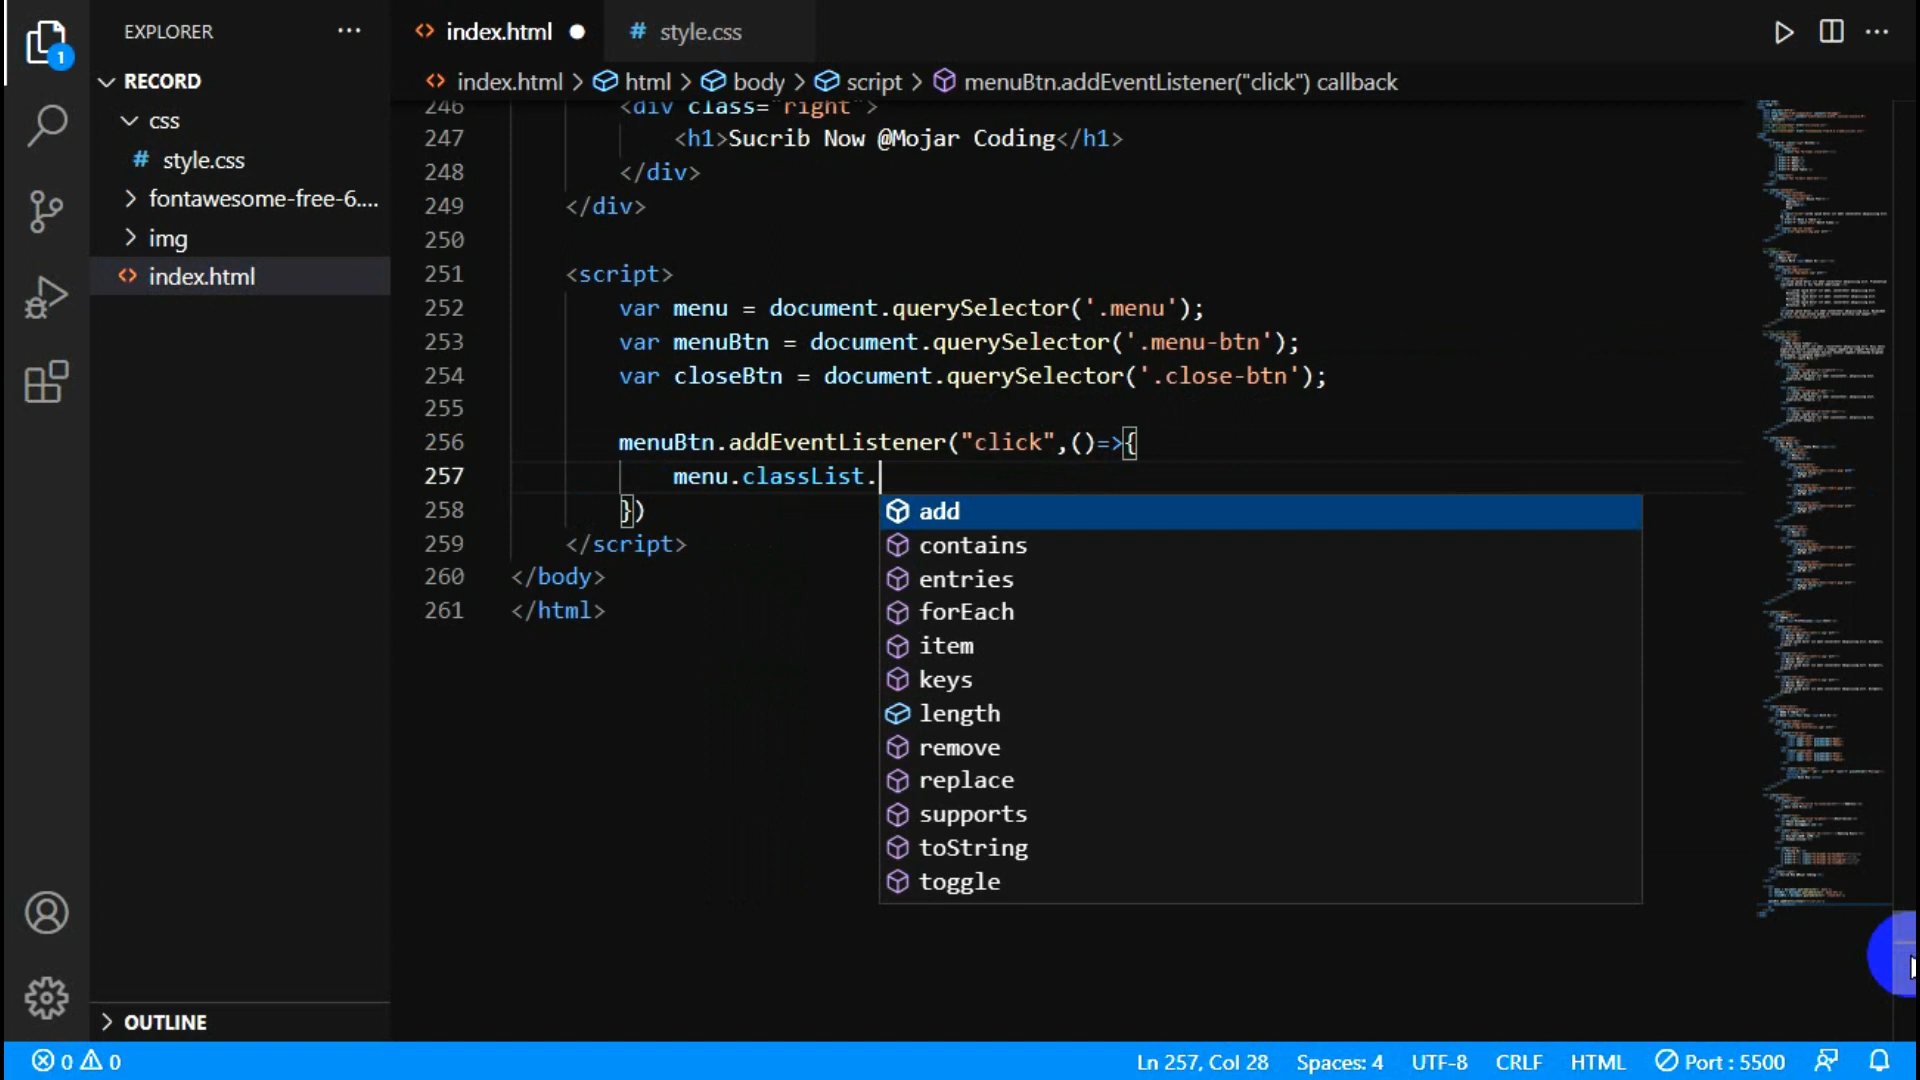 EXPLORER ...
RECORD
css
# style.css
fontawesome-free-6....
img
<> index.html
OUTLINE
<> index.html ●
# style.css
<> index.html > html > body > script > menuBtn.addEventListener("click") callback
246 <div class="right">
247 <h1>Sucrib Now @Mojar Coding</h1>
248 </div>
249 </div>
250
251 <script>
252 var menu = document.querySelector('.menu');
253 var menuBtn = document.querySelector('.menu-btn');
254 var closeBtn = document.querySelector('.close-btn');
255
256 menuBtn.addEventListener("click",()=>{
257 menu.classList.
258 })
259 </script>
260 </body>
261 </html>
add
contains
entries
forEach
item
keys
length
remove
replace
supports
toString
toggle
1
0 0
Ln 257, Col 28 Spaces: 4 UTF-8 CRLF HTML Port : 5500